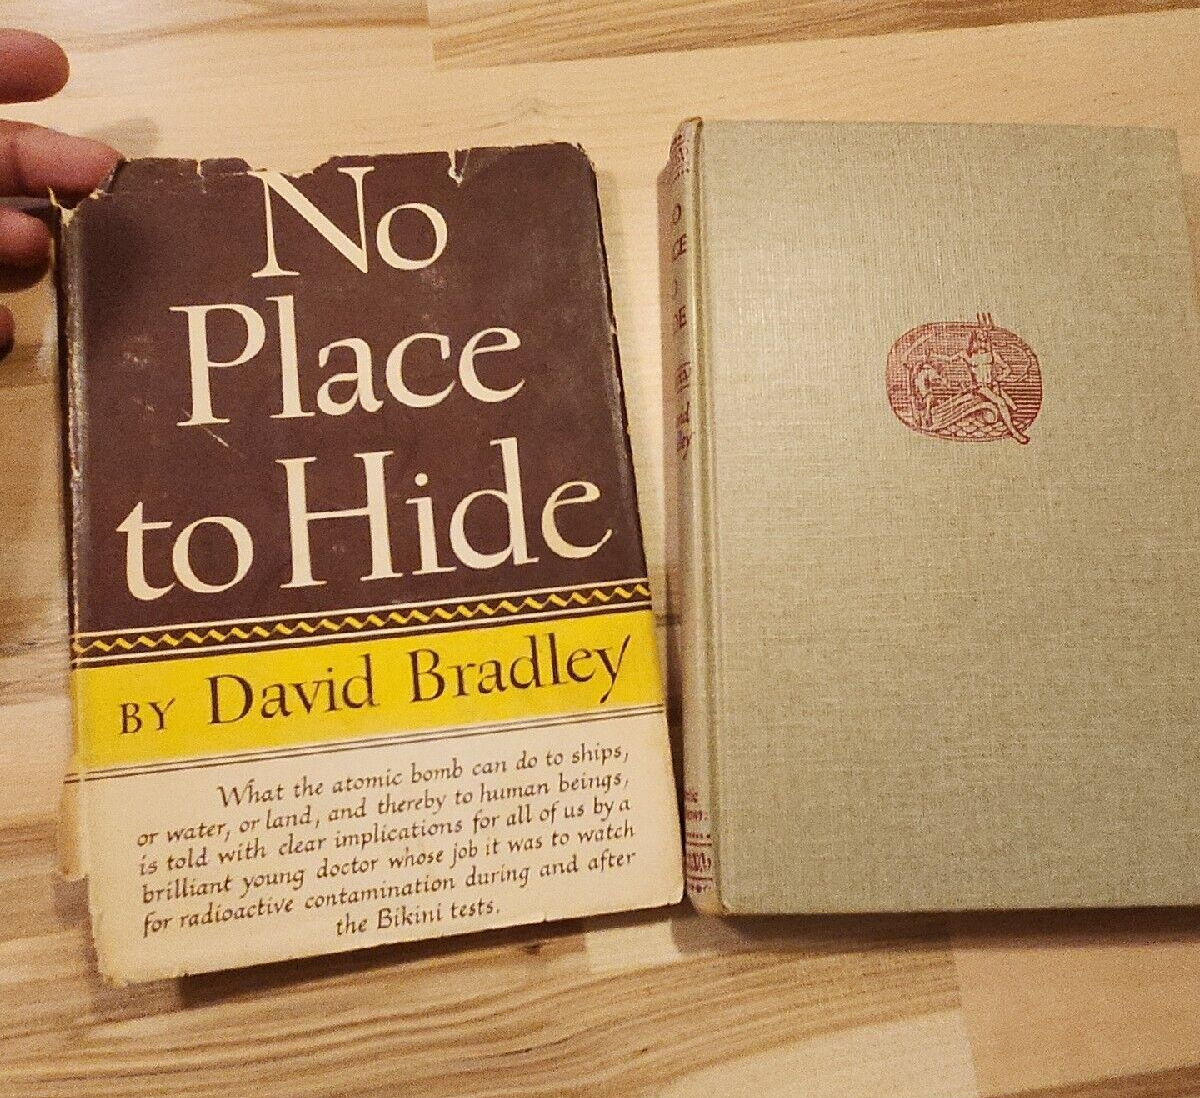 No
Place
to Hide
BY David Bradley
What the atomic bomb can do to ships,
or water, or land, and thereby to human beings,
is told with clear implications for all of us by a
brilliant young doctor whose job it was to watch
for radioactive contamination during and after
the Bikini tests.